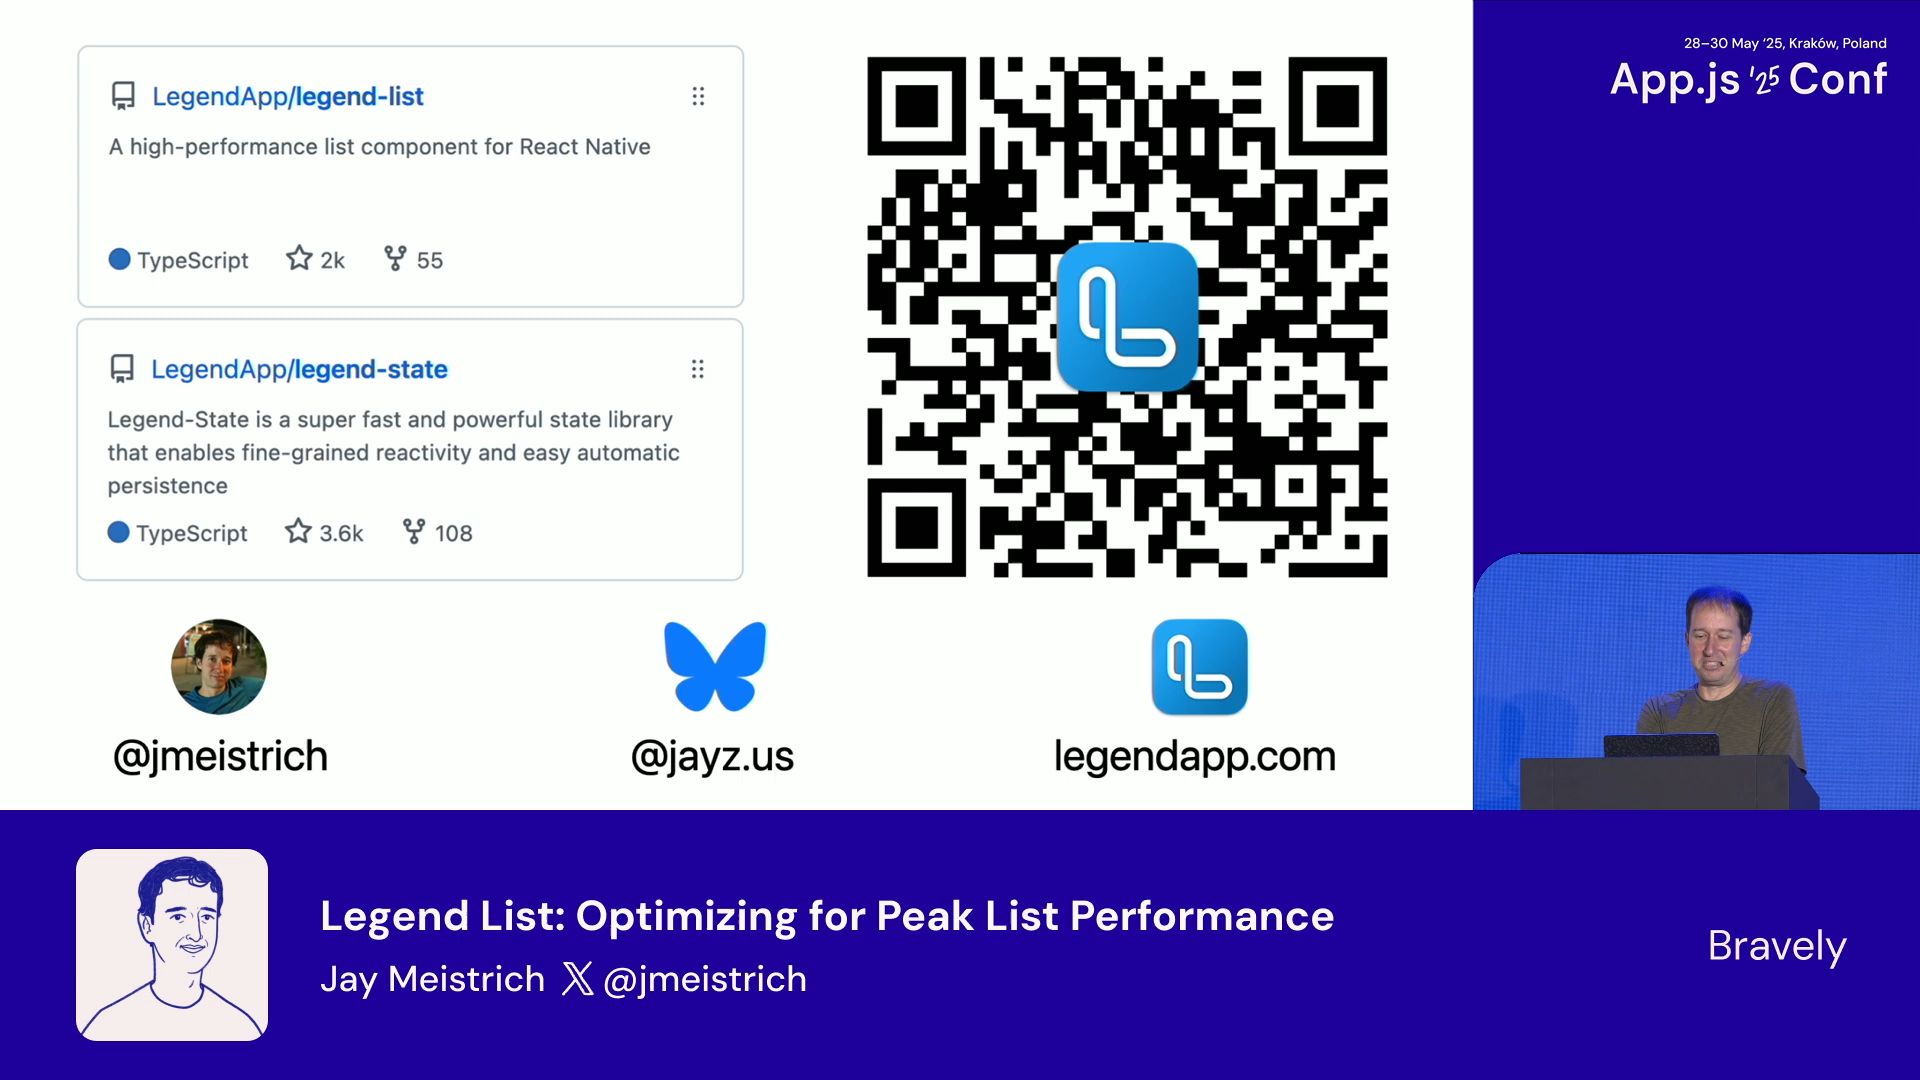 LegendApp/legend-list
A high-performance list component for React Native
TypeScript 2k 55
LegendApp/legend-state
Legend-State is a super fast and powerful state library
that enables fine-grained reactivity and easy automatic
persistence
TypeScript 3.6k 108
@jmeistrich
@jayz.us
legendapp.com
28–30 May ‘25, Kraków, Poland
App.js '25 Conf
Legend List: Optimizing for Peak List Performance
Jay Meistrich X @jmeistrich
Bravely